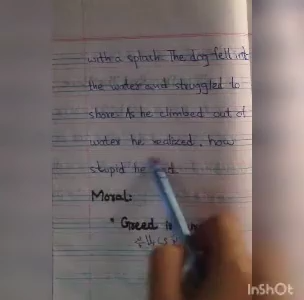 with a splash. The dog fell into
the water and struggled to
shore. As he climbed out of
water he realized, how
stupid he
Moral:
" Greed is
InShOt